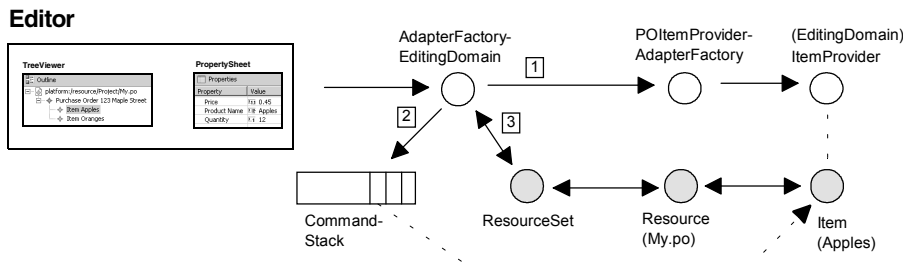 Editor
TreeViewer
Outline
platform:/resource/Project/My.po
Purchase Order 123 Maple Street
Item Apples
Item Oranges
PropertySheet
Properties
Property Value
Price 0.45
Product Name Apples
Quantity 12
AdapterFactory-
EditingDomain
POItemProvider-
AdapterFactory
(EditingDomain)
ItemProvider
1
2
3
Command-
Stack
ResourceSet
Resource
(My.po)
Item
(Apples)